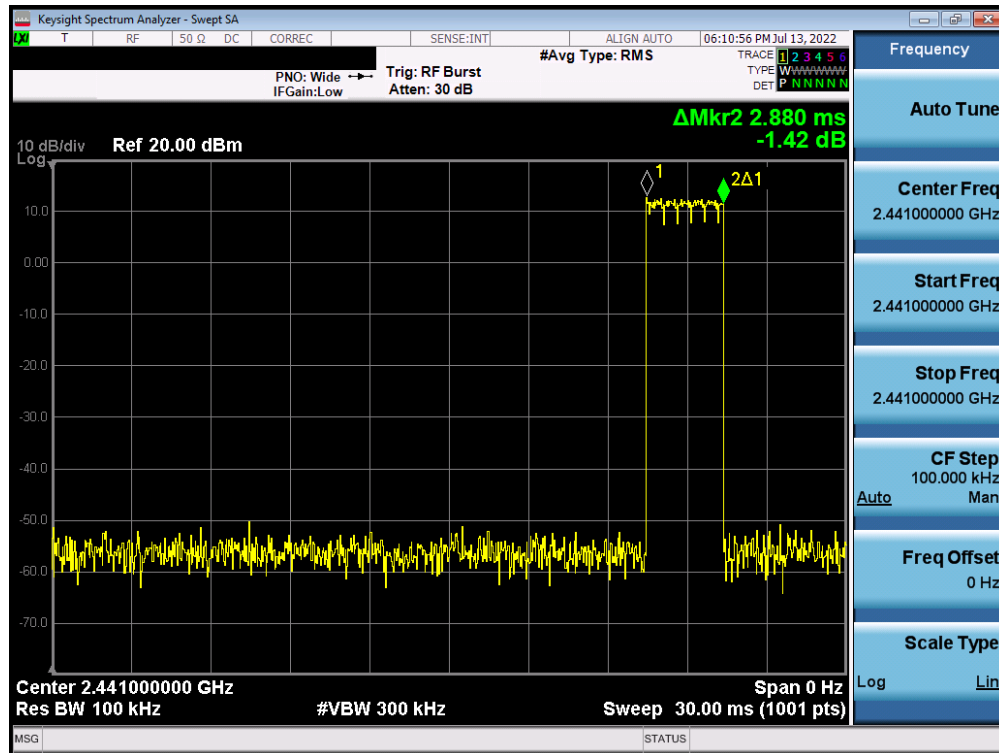 Keysight Spectrum Analyzer - Swept SA
LXI T RF 50 Ω DC CORREC SENSE:INT ALIGN AUTO 06:10:56 PM Jul 13, 2022
#Avg Type: RMS
TRACE 1 2 3 4 5 6
PNO: Wide Trig: RF Burst
TYPE WWWWWWW
IFGain:Low Atten: 30 dB
DET P N N N N N
ΔMkr2 2.880 ms
-1.42 dB
10 dB/div Ref 20.00 dBm
Log
1
2Δ1
10.0
0.00
-10.0
-20.0
-30.0
-40.0
-50.0
-60.0
-70.0
Center 2.441000000 GHz Span 0 Hz
Res BW 100 kHz #VBW 300 kHz Sweep 30.00 ms (1001 pts)
MSG STATUS
Frequency
Auto Tune
Center Freq
2.441000000 GHz
Start Freq
2.441000000 GHz
Stop Freq
2.441000000 GHz
CF Step
100.000 kHz
Auto Man
Freq Offset
0 Hz
Scale Type
Log Lin